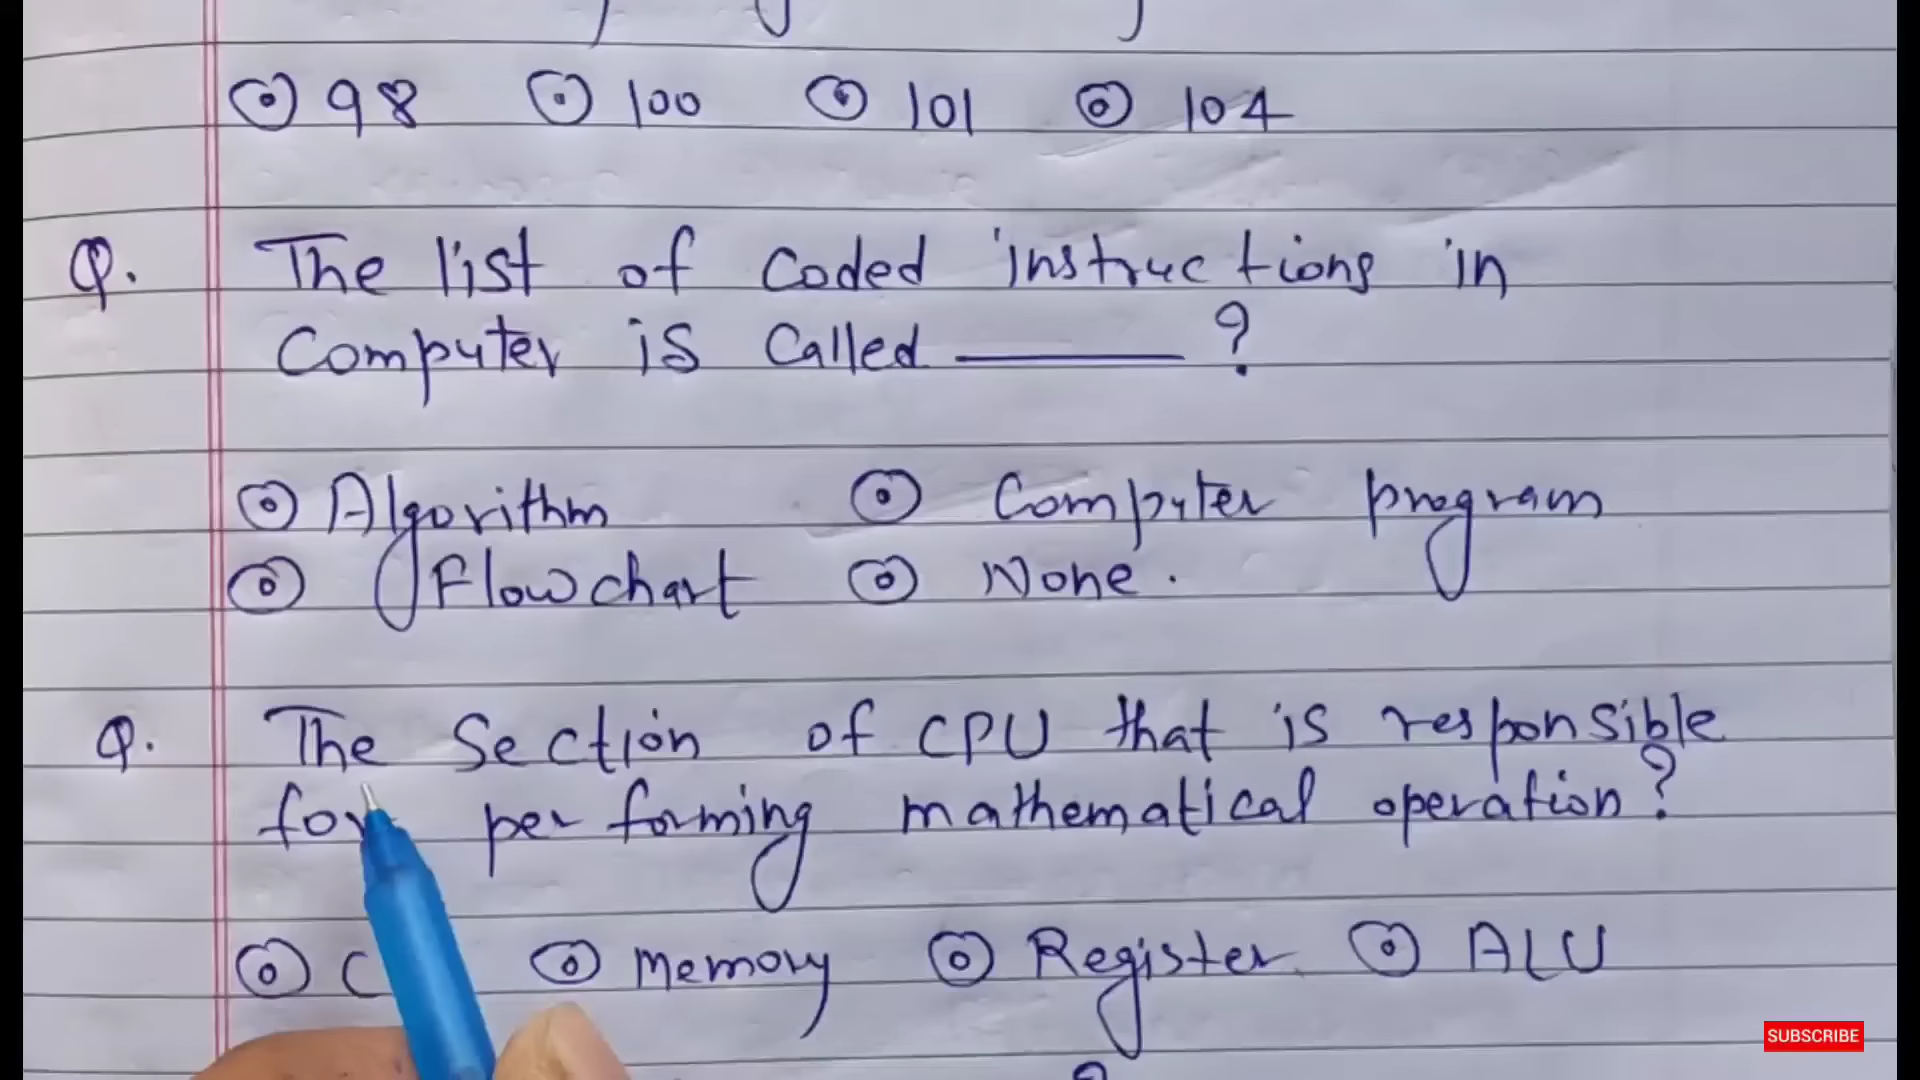 98 100 101 104
Q. The list of Coded instructions in
Computer is Called ______ ?
Algorithm Computer program
Flowchart None.
Q. The Section of CPU that is responsible
for performing mathematical operation?
Memory Register ALU
SUBSCRIBE